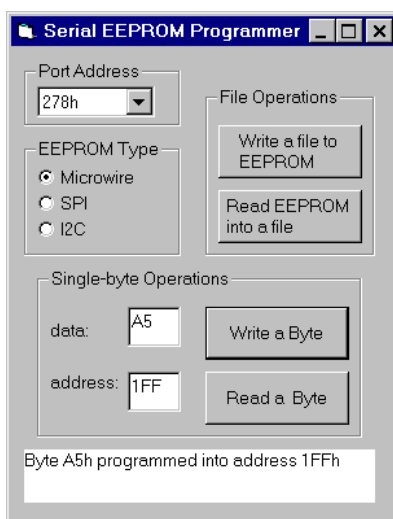 Serial EEPROM Programmer
Port Address
278h
EEPROM Type
Microwire
SPI
I2C
File Operations
Write a file to
EEPROM
Read EEPROM
into a file
Single-byte Operations
data:
A5
Write a Byte
address:
1FF
Read a Byte
Byte A5h programmed into address 1FFh